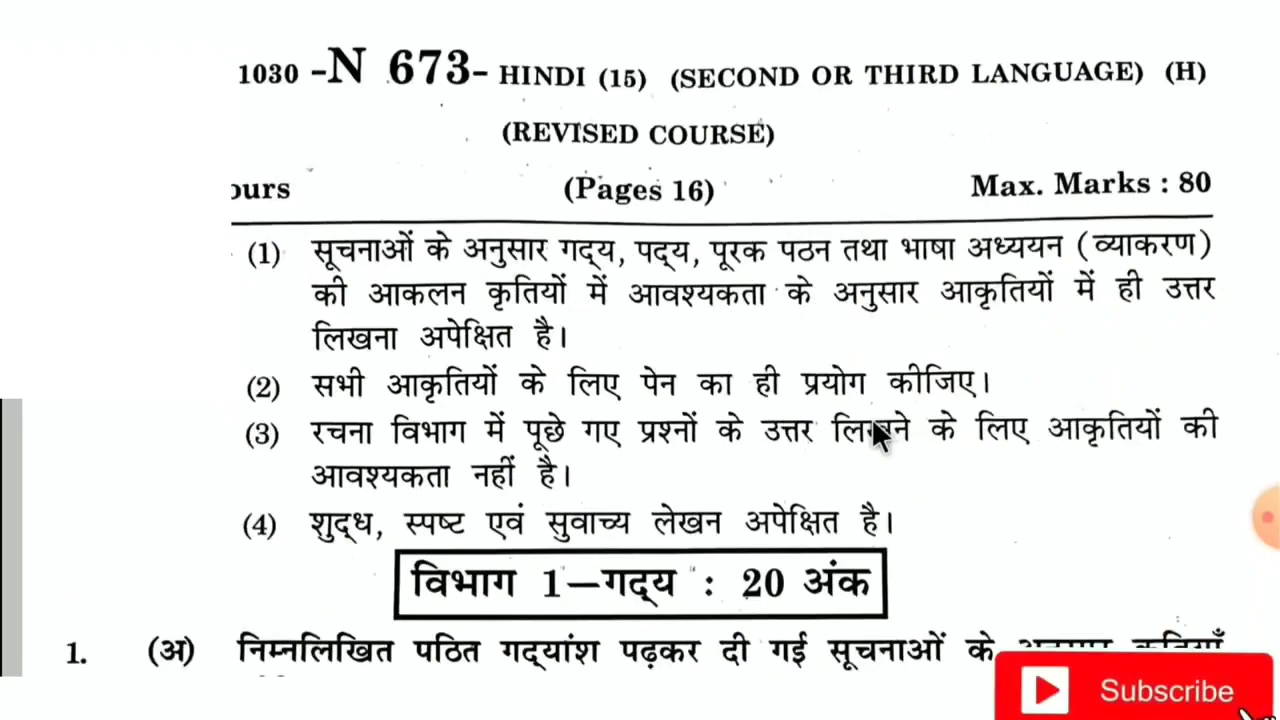 1030 -N 673- HINDI (15) (SECOND OR THIRD LANGUAGE) (H)
(REVISED COURSE)
(Pages 16) Max. Marks : 80
(1) सूचनाओं के अनुसार गद्य, पद्य, पूरक पठन तथा भाषा अध्ययन (व्याकरण)
की आकलन कृतियों में आवश्यकता के अनुसार आकृतियों में ही उत्तर
लिखना अपेक्षित है।
(2) सभी आकृतियों के लिए पेन का ही प्रयोग कीजिए।
(3) रचना विभाग में पूछे गए प्रश्नों के उत्तर लिखने के लिए आकृतियों की
आवश्यकता नहीं है।
(4) शुद्ध, स्पष्ट एवं सुवाच्य लेखन अपेक्षित है।
विभाग 1—गद्य : 20 अंक
1. (अ) निम्नलिखित पठित गद्यांश पढ़कर दी गई सूचनाओं के
Subscribe